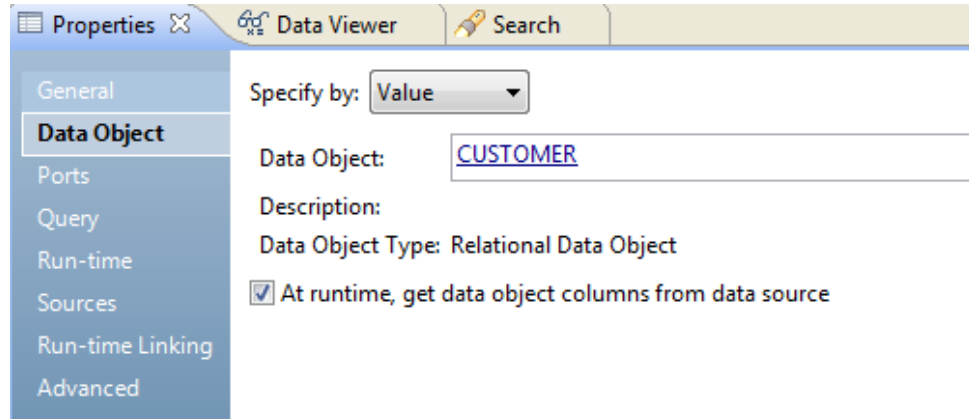 Properties Data Viewer Search
General
Data Object
Ports
Query
Run-time
Sources
Run-time Linking
Advanced
Specify by: Value
Data Object: CUSTOMER
Description:
Data Object Type: Relational Data Object
At runtime, get data object columns from data source